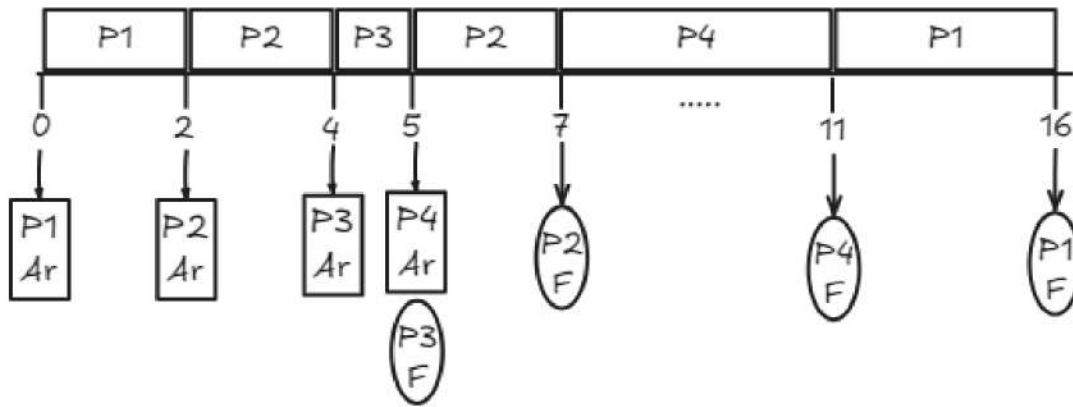 P1 P2 P3 P2 P4 P1
.....
0 2 4 5 7 11 16
P1 P2 P3 P4 P2 P4 P1
Ar Ar Ar Ar F F F
P3
F